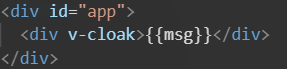 <div id="app">
  <div v-cloak>{{msg}}</div>
</div>